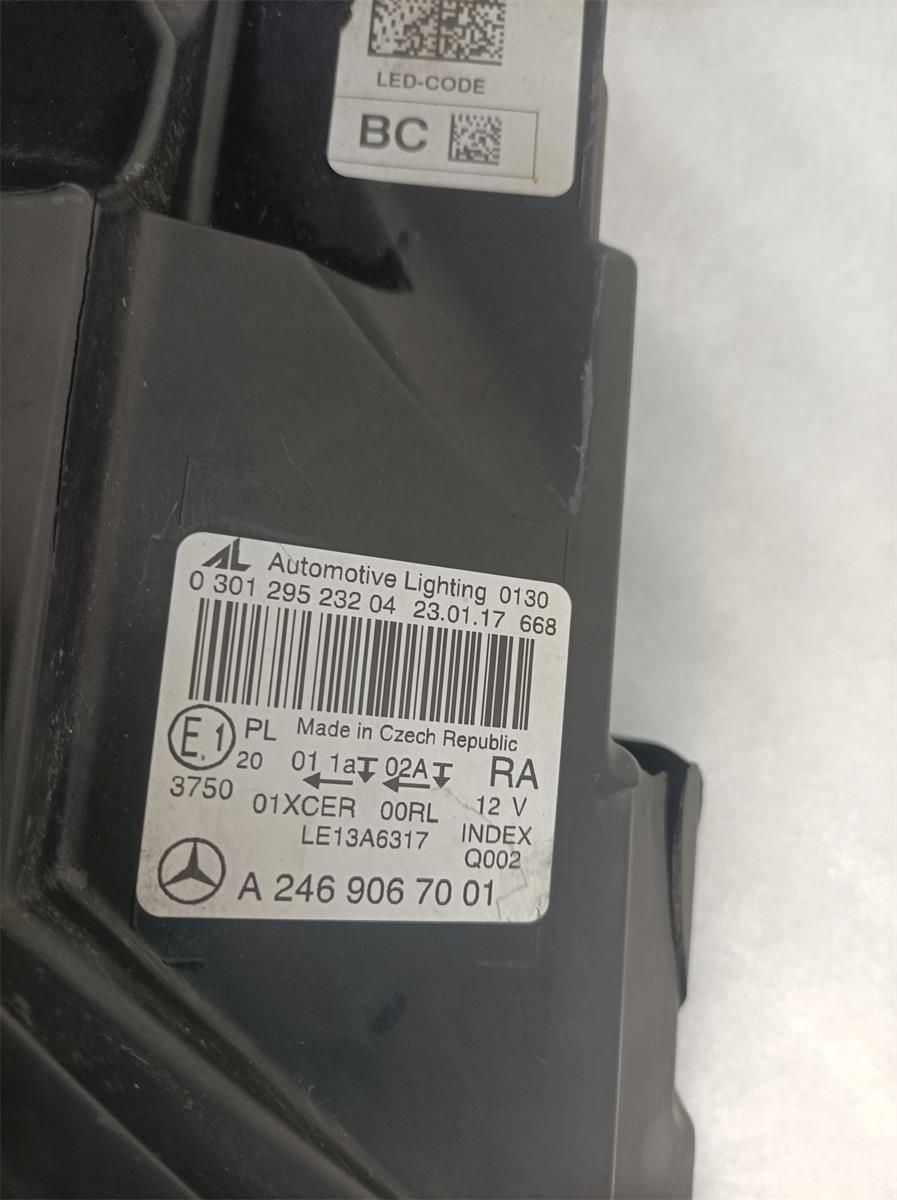 LED-CODE
BC
AL Automotive Lighting 0130
0 301 295 232 04 23.01.17 668
E1 PL Made in Czech Republic
20 01 1a 02A RA
3750 01XCER 00RL 12 V
LE13A6317 INDEX
Q002
A 246 906 70 01